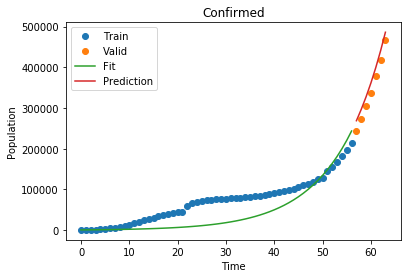 Confirmed
Train
Valid
Fit
Prediction
500000
400000
300000
200000
100000
0
Population
0 10 20 30 40 50 60
Time